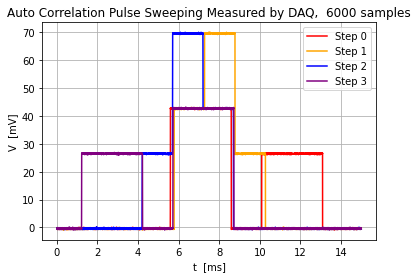 Auto Correlation Pulse Sweeping Measured by DAQ,  6000 samples
Step 0
Step 1
Step 2
Step 3
70
60
50
40
30
20
10
0
V  [mV]
0 2 4 6 8 10 12 14
t  [ms]